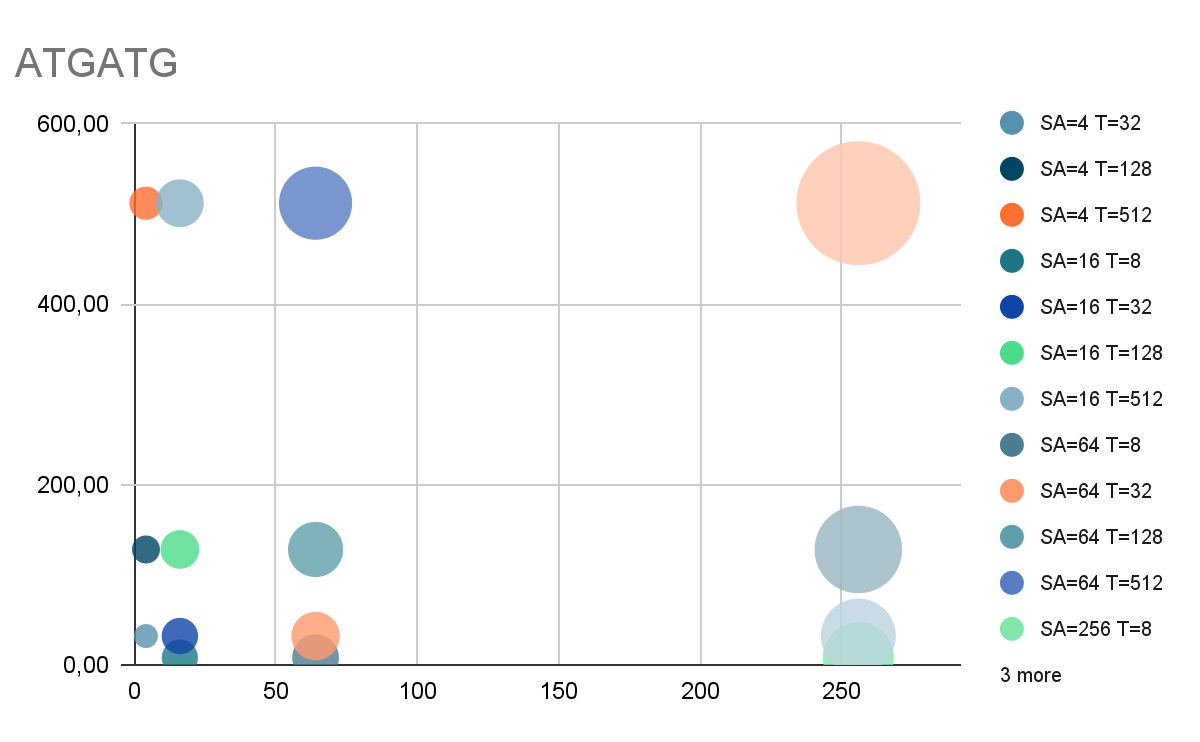 ATGATG
600,00
400,00
200,00
0,00
0 50 100 150 200 250
SA=4 T=32
SA=4 T=128
SA=4 T=512
SA=16 T=8
SA=16 T=32
SA=16 T=128
SA=16 T=512
SA=64 T=8
SA=64 T=32
SA=64 T=128
SA=64 T=512
SA=256 T=8
3 more